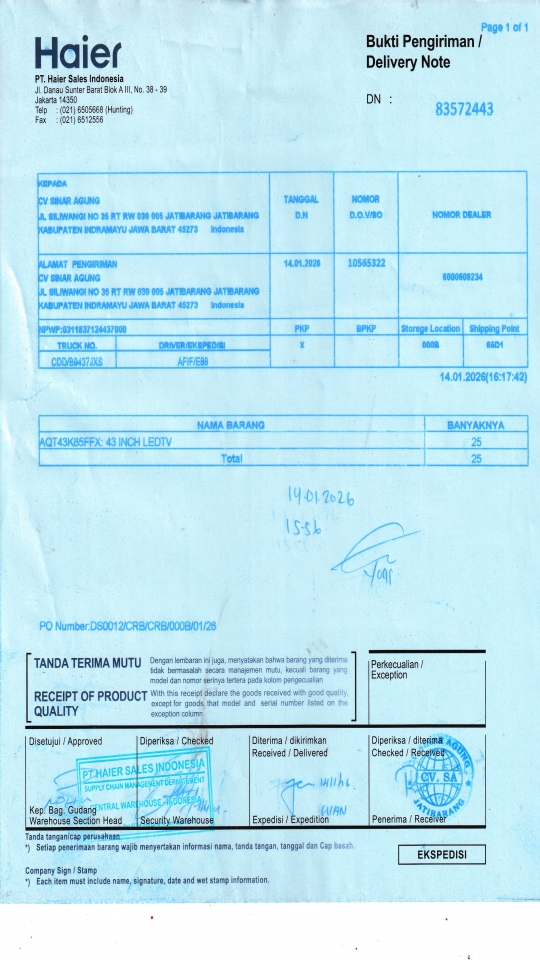 Page 1 of 1
Haier
Bukti Pengiriman /
Delivery Note
PT. Haier Sales Indonesia
Jl. Danau Sunter Barat Blok A III, No. 38 - 39
Jakarta 14350
Telp : (021) 6505668 (Hunting)
Fax : (021) 6512556
DN : 83572443
KEPADA
CV SINAR AGUNG
JL SILIWANGI NO 35 RT RW 039 005 JATIBARANG JATIBARANG
KABUPATEN INDRAMAYU JAWA BARAT 45273 Indonesia
TANGGAL
D.N
NOMOR
D.O.V/SO
NOMOR DEALER
ALAMAT PENGIRIMAN
CV SINAR AGUNG
JL SILIWANGI NO 35 RT RW 039 005 JATIBARANG JATIBARANG
KABUPATEN INDRAMAYU JAWA BARAT 45273 Indonesia
14.01.2026
10565322
6000608234
NPWP:0311837124437000 PKP BPKP Storege Location Shipping Point
TRUCK NO. DRIVER/EKSPEDISI X 000B 65D1
CDD/B9437JXS AFIF/E98
14.01.2026(16:17:42)
NAMA BARANG BANYAKNYA
AQT43K85FFX: 43 INCH LEDTV 25
Total 25
14.01.2026
15.56
PO Number:DS0012/CRB/CRB/000B/01/26
TANDA TERIMA MUTU
Dengan lembaran ini juga, menyatakan bahwa barang yang diterima
tidak bermasalah secara manajemen mutu, kecuali barang yang
model dan nomor serinya tertera pada kolom pengecualian
RECEIPT OF PRODUCT
QUALITY
With this receipt declare the goods received with good quality,
except for goods that model and serial number listed on the
exception column
Perkecualian /
Exception
Disetujui / Approved
Kep. Bag. Gudang
Warehouse Section Head
Diperiksa / Checked
PT.HAIER SALES INDONESIA
SUPPLY CHAIN MANAGEMENT DEPARTEMENT
CENTRAL WAREHOUSE, INDONESIA
Security Warehouse
Diterima / dikirimkan
Received / Delivered
Expedisi / Expedition
Diperiksa / diterima
Checked / Received
CV. SA
JATIBARANG
Penerima / Receiver
Tanda tangan/cap perusahaan
*) Setiap penerimaan barang wajib menyertakan informasi nama, tanda tangan, tanggal dan Cap basah.
EKSPEDISI
Company Sign / Stamp
*) Each item must include name, signature, date and wet stamp information.